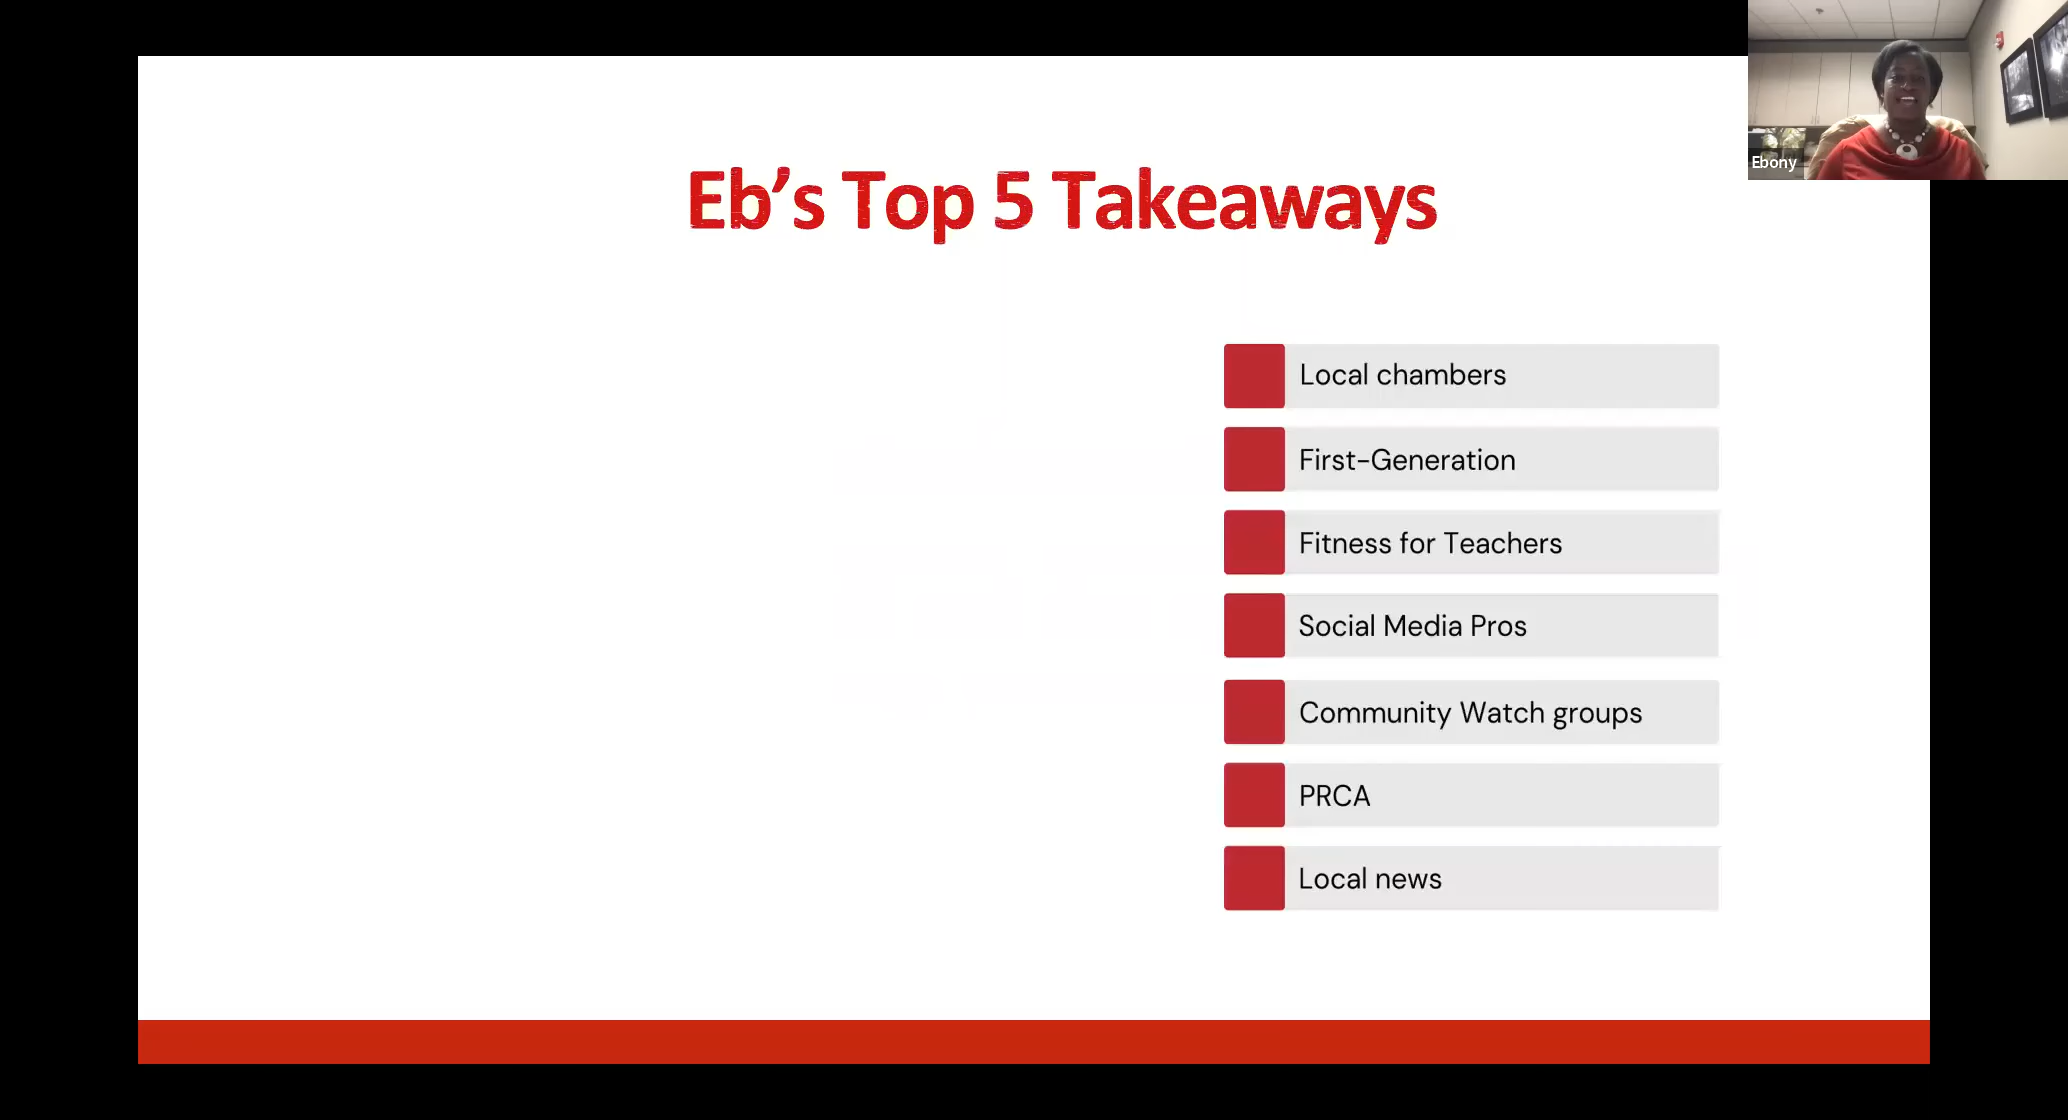 Ebony
Eb's Top 5 Takeaways
Local chambers
First-Generation
Fitness for Teachers
Social Media Pros
Community Watch groups
PRCA
Local news